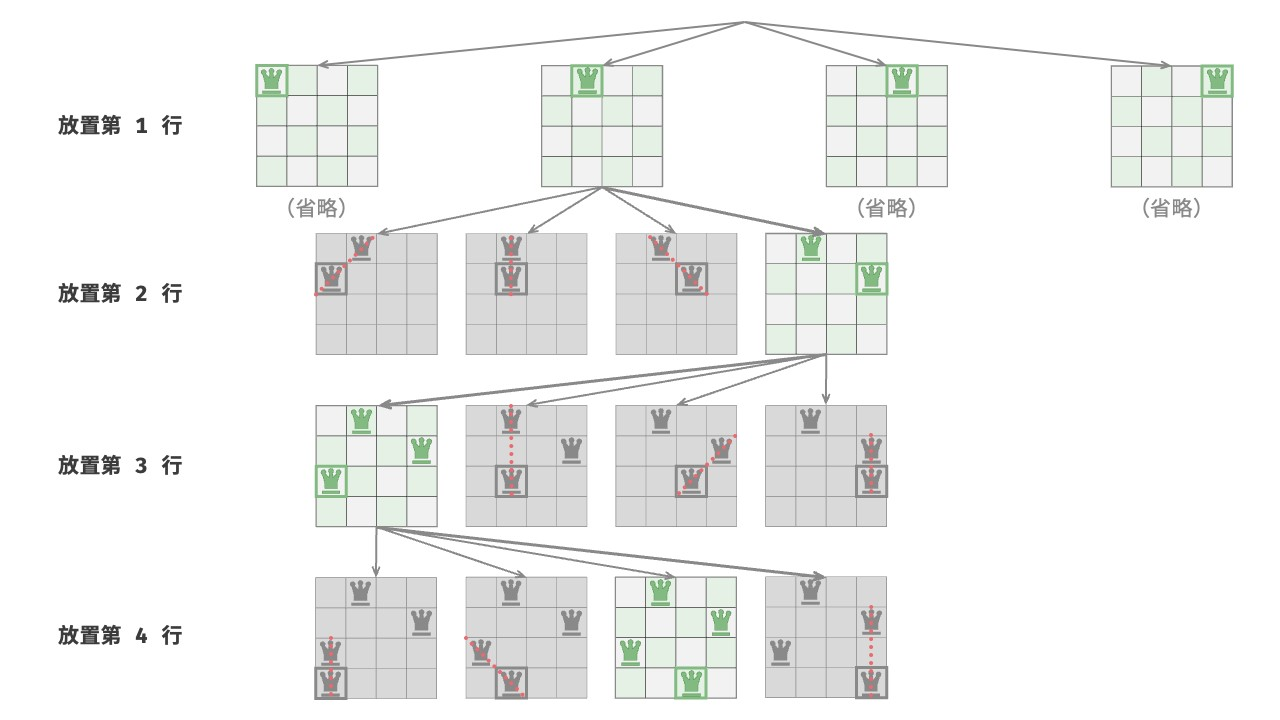 放置第 1 行
（省略）
（省略）
（省略）
放置第 2 行
放置第 3 行
放置第 4 行